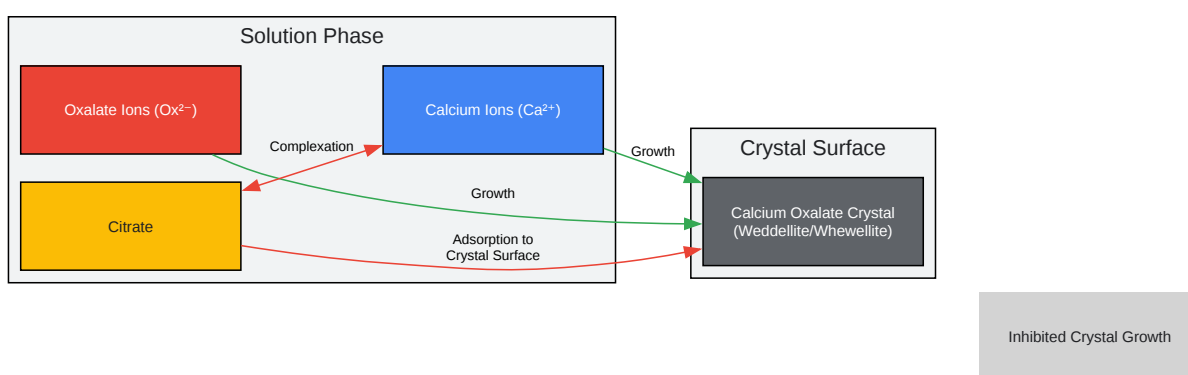 Solution Phase
Oxalate Ions (Ox²⁻)
Calcium Ions (Ca²⁺)
Complexation
Growth
Crystal Surface
Growth
Calcium Oxalate Crystal
(Weddellite/Whewellite)
Citrate
Adsorption to
Crystal Surface
Inhibited Crystal Growth